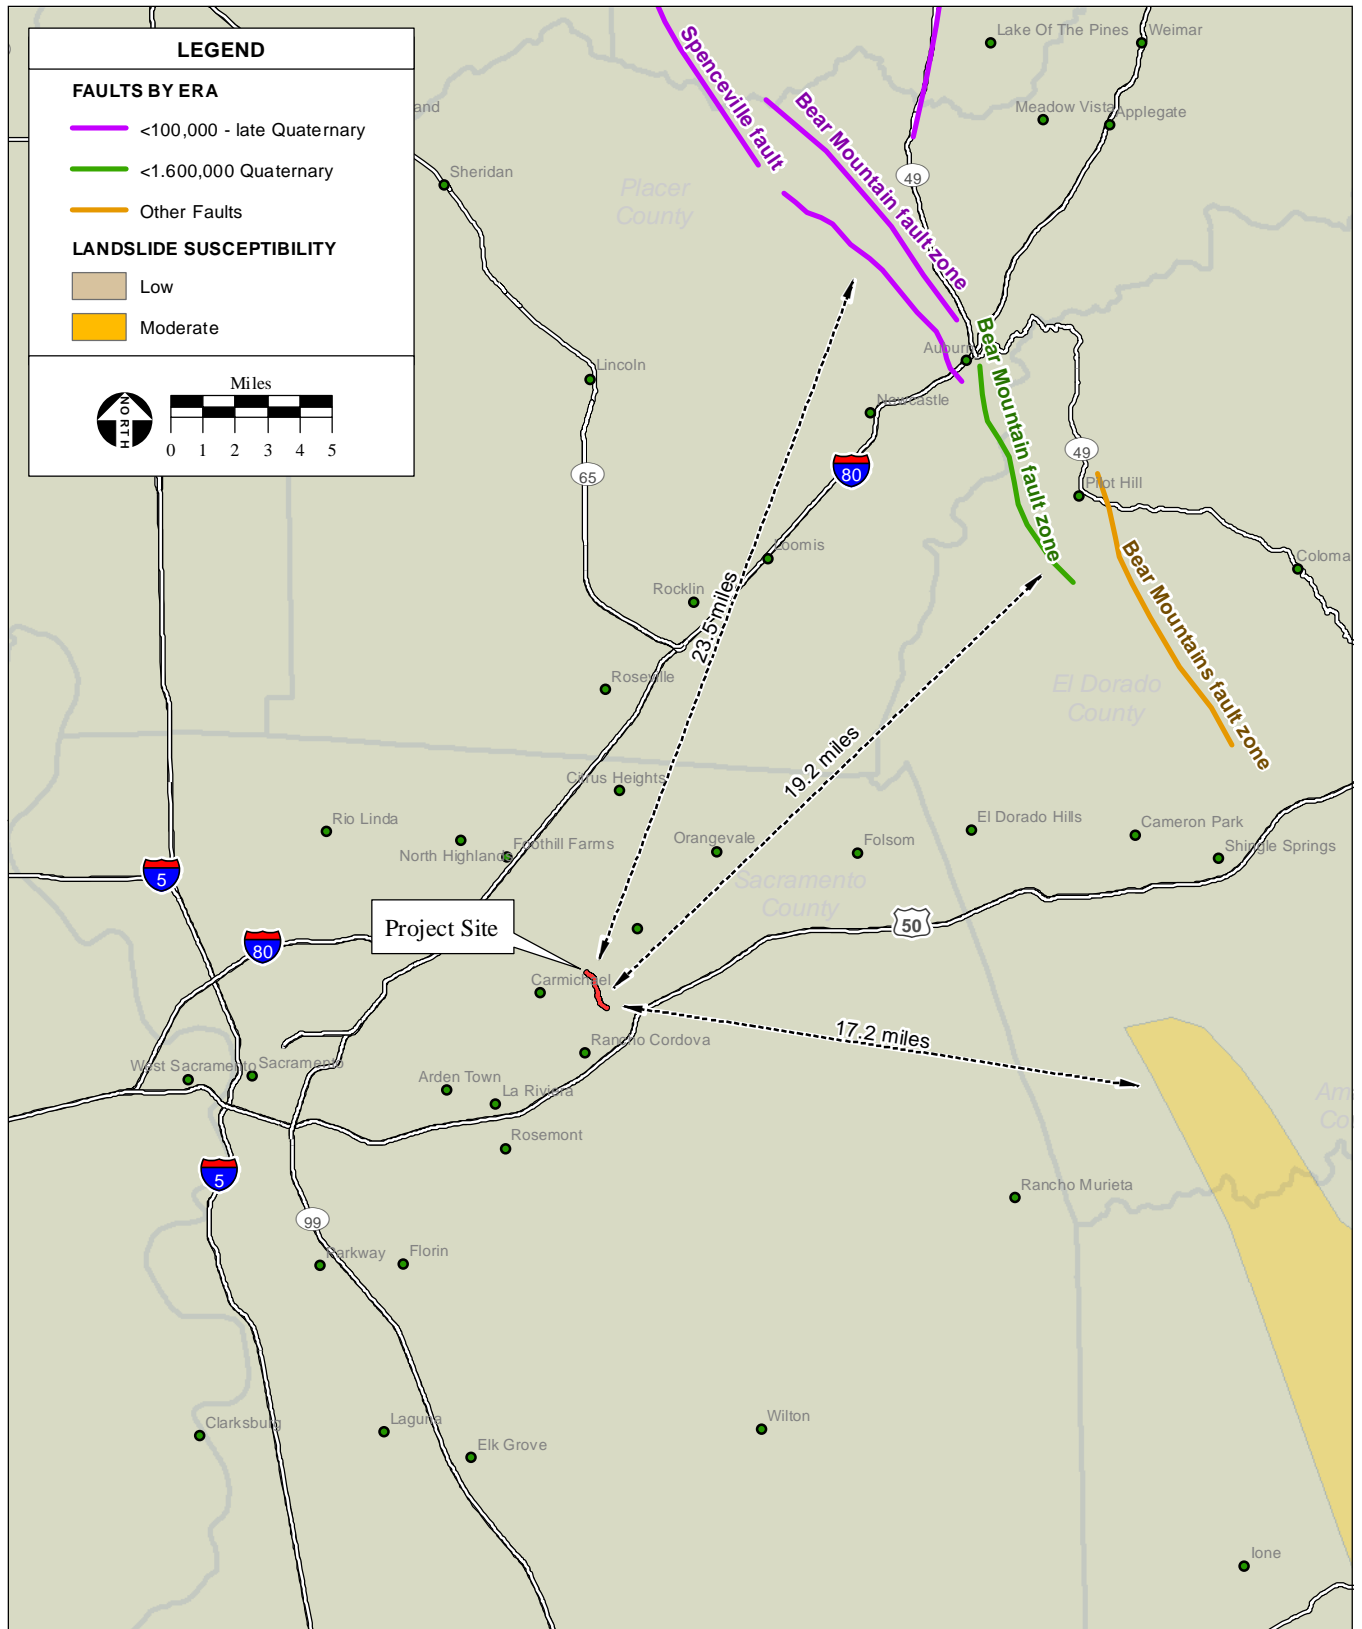 LEGEND
FAULTS BY ERA
<100,000 - late Quaternary
<1.600,000 Quaternary
Other Faults
LANDSLIDE SUSCEPTIBILITY
Low
Moderate
NORTH
Miles
0 1 2 3 4 5
Spenceville fault
Bear Mountain fault zone
Lake Of The Pines
Weimar
Meadow Vista
Applegate
Sheridan
Placer
County
49
Bear Mountain fault zone
Auburn
Lincoln
Newcastle
65
80
49
Pilot Hill
Loomis
Coloma
Rocklin
23.5 miles
Bear Mountains fault zone
Roseville
El Dorado
County
19.2 miles
Citrus Heights
Rio Linda
North Highlands
Foothill Farms
Orangevale
Folsom
El Dorado Hills
Cameron Park
Shingle Springs
5
Sacramento
County
50
Project Site
80
Carmichael
17.2 miles
Rancho Cordova
West Sacramento
Sacramento
Arden Town
La Riviera
Rosemont
5
Rancho Murieta
99
Parkway
Florin
Clarksburg
Laguna
Elk Grove
Wilton
Ione